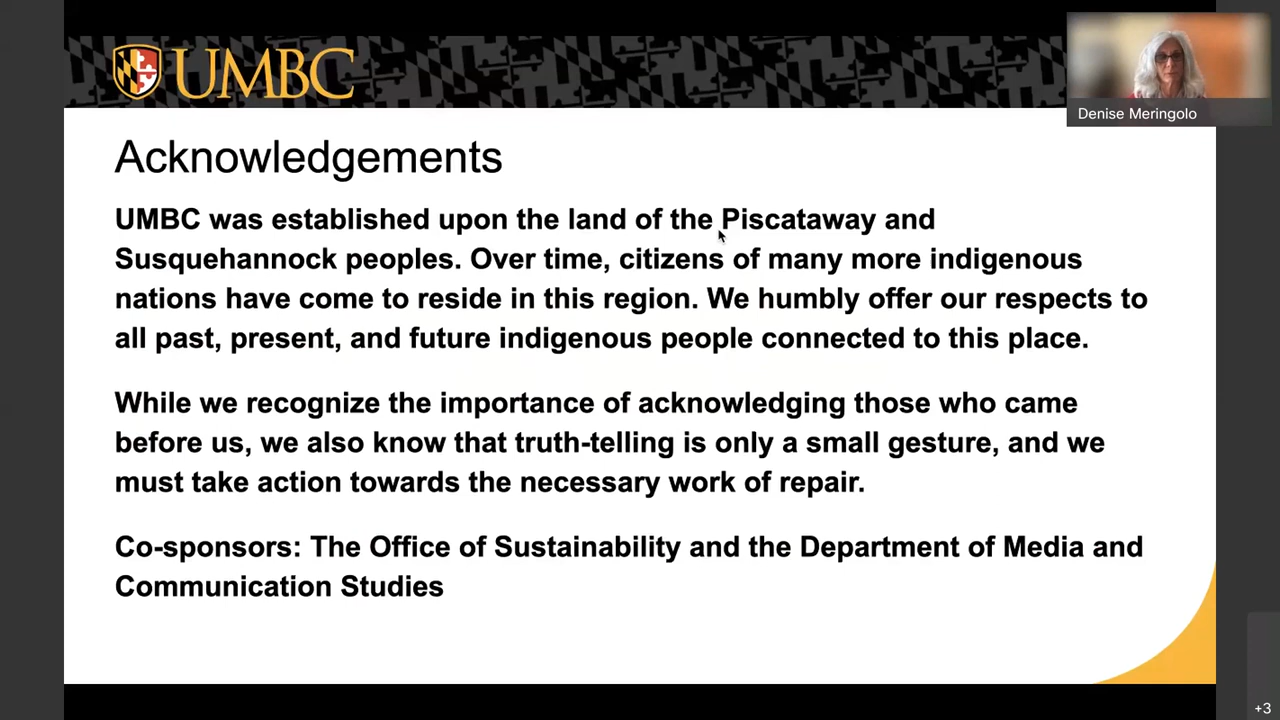 UMBC
Denise Meringolo
Acknowledgements
UMBC was established upon the land of the Piscataway and
Susquehannock peoples. Over time, citizens of many more indigenous
nations have come to reside in this region. We humbly offer our respects to
all past, present, and future indigenous people connected to this place.
While we recognize the importance of acknowledging those who came
before us, we also know that truth-telling is only a small gesture, and we
must take action towards the necessary work of repair.
Co-sponsors: The Office of Sustainability and the Department of Media and
Communication Studies
+3